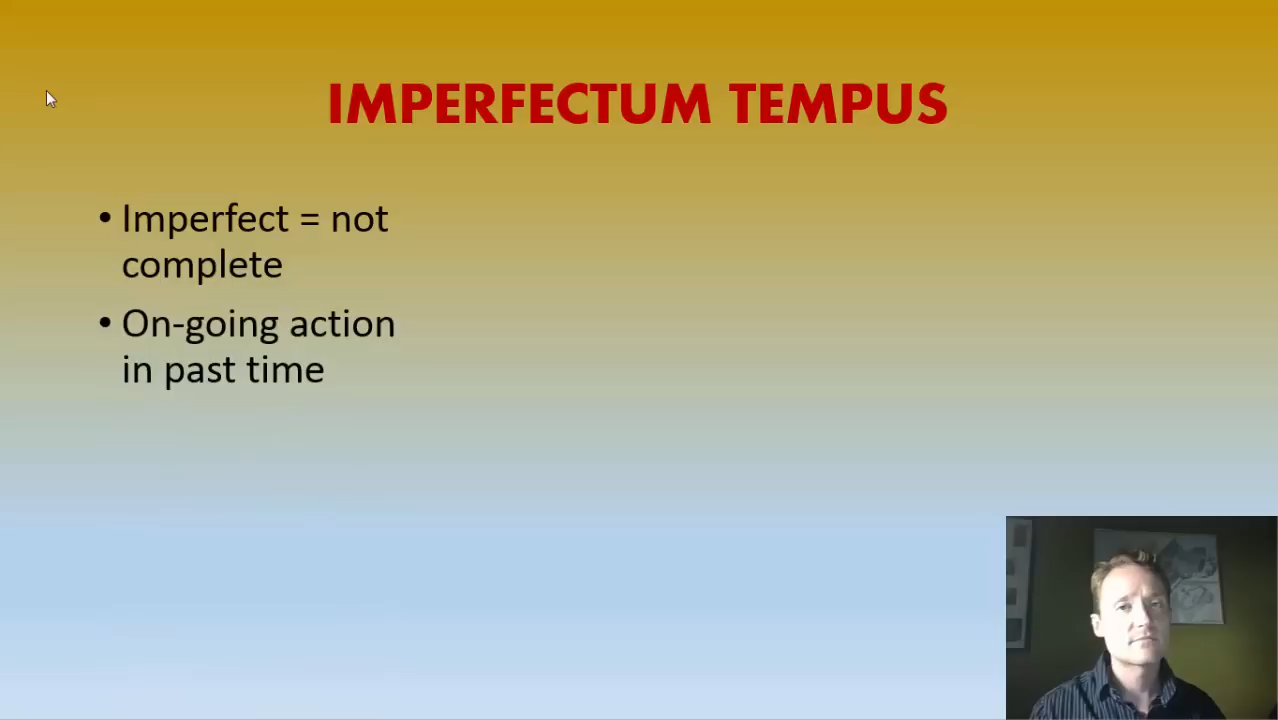 IMPERFECTUM TEMPUS
• Imperfect = not
complete
• On-going action
in past time